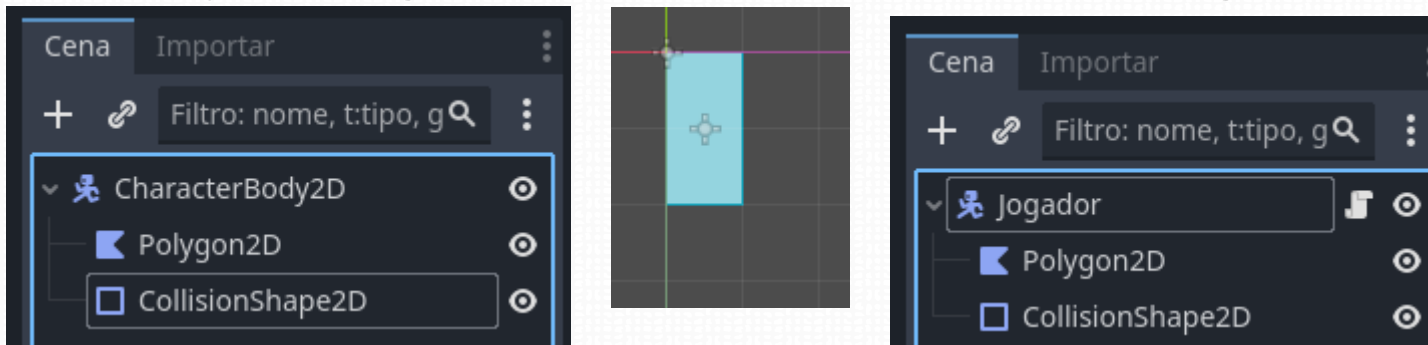 Cena Importar
Filtro: nome, t:tipo, g
CharacterBody2D
Polygon2D
CollisionShape2D
Cena Importar
Filtro: nome, t:tipo, g
Jogador
Polygon2D
CollisionShape2D